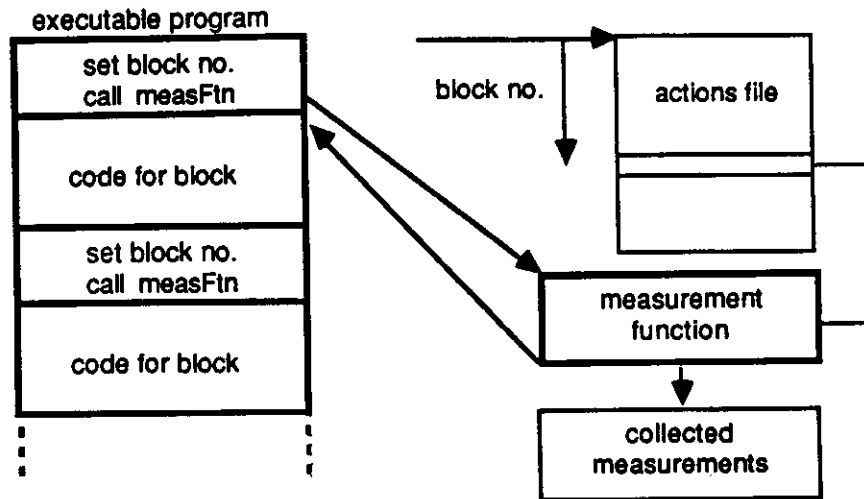 executable program
set block no.
call measFtn
code for block
set block no.
call measFtn
code for block
block no.
actions file
measurement
function
collected
measurements